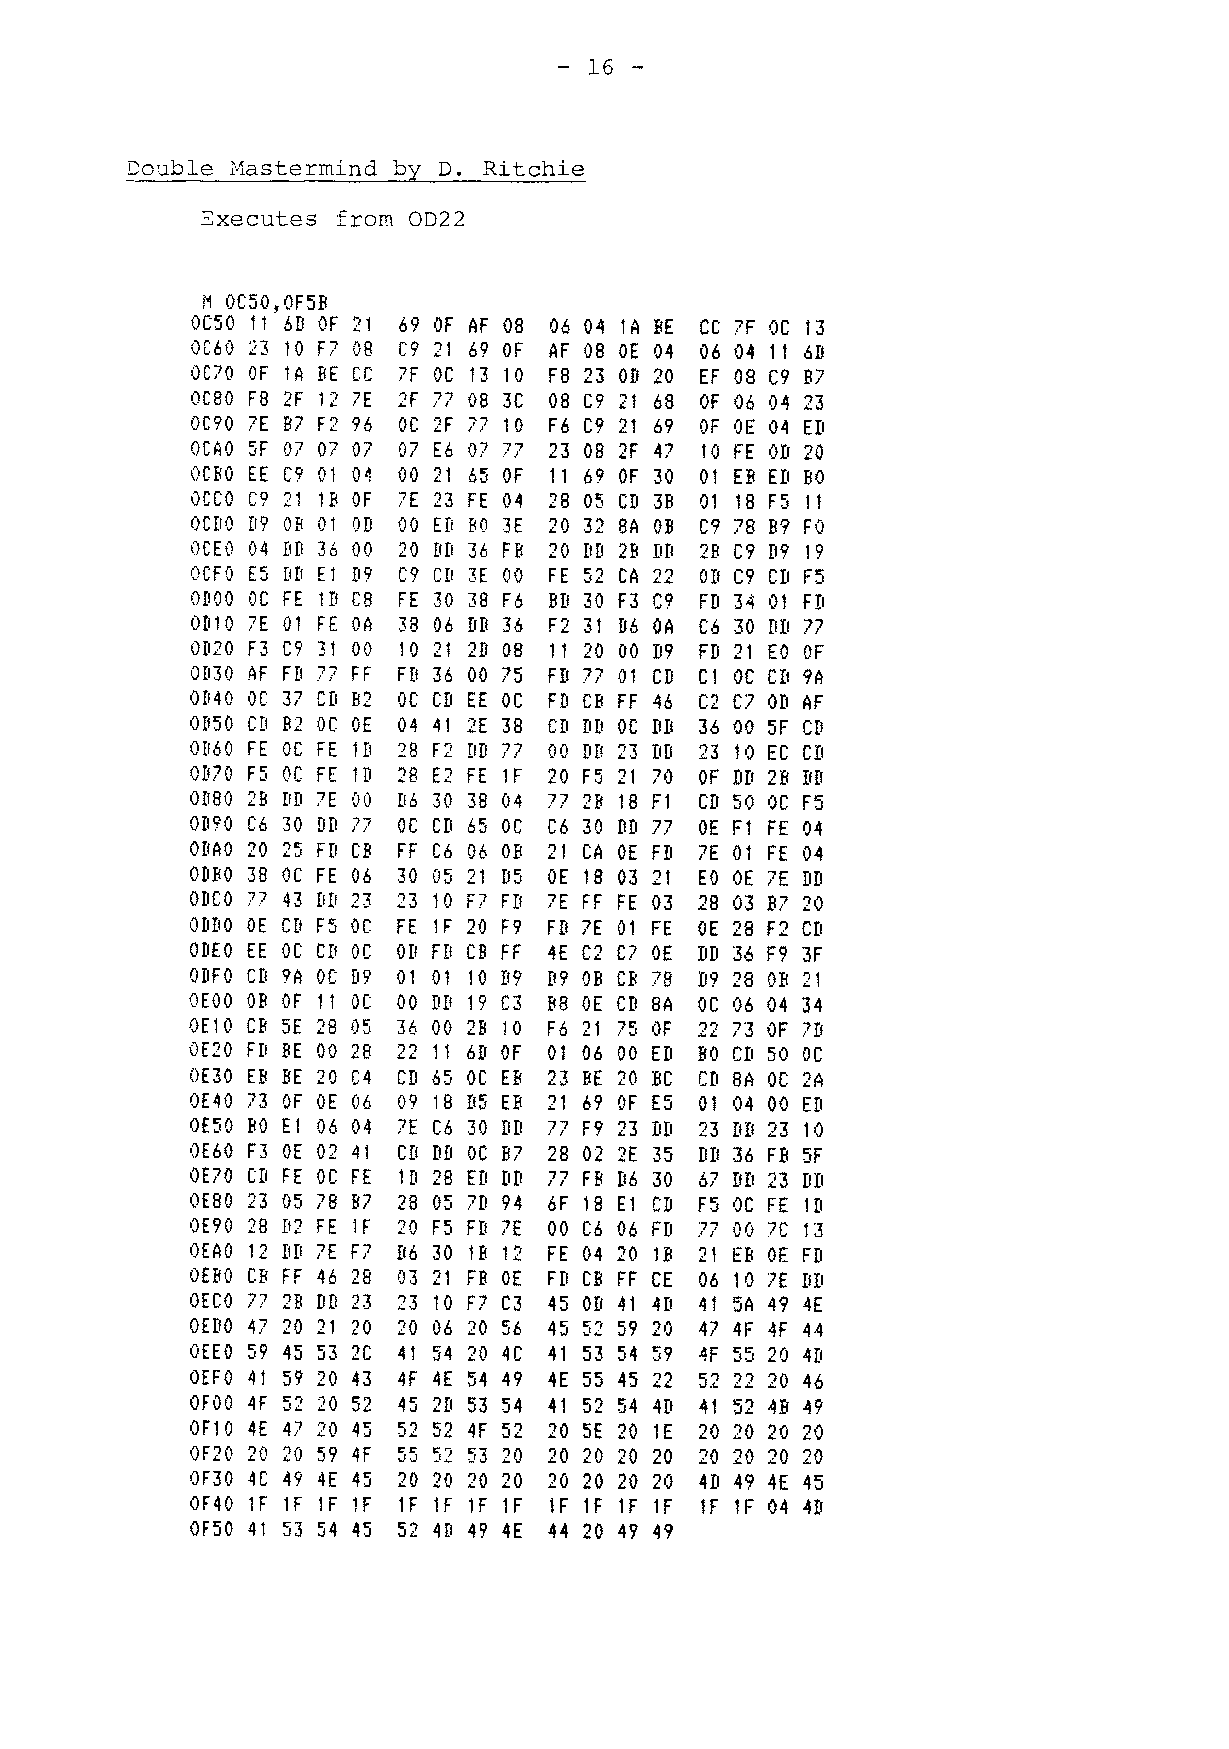 - 16 -
Double Mastermind by D. Ritchie
Executes from OD22
M 0C50,0F5B
0C50 11 6D 0F 21 69 0F AF 08 06 04 1A BE CC 7F 0C 13
0C60 23 10 F7 08 C9 21 69 0F AF 08 0E 04 06 04 11 6D
0C70 0F 1A BE CC 7F 0C 13 10 F8 23 0D 20 EF 08 C9 B7
0C80 F8 2F 12 7E 2F 77 08 3C 08 C9 21 68 0F 06 04 23
0C90 7E B7 F2 96 0C 2F 77 10 F6 C9 21 69 0F 0E 04 ED
0CA0 5F 07 07 07 07 E6 07 77 23 08 2F 47 10 FE 0D 20
0CB0 EE C9 01 04 00 21 65 0F 11 69 0F 30 01 EB ED B0
0CC0 C9 21 1B 0F 7E 23 FE 04 28 05 CD 3B 01 18 F5 11
0CD0 D9 0B 01 0D 00 ED B0 3E 20 32 8A 0B C9 78 B9 F0
0CE0 04 DD 36 00 20 DD 36 FB 20 DD 2B DD 2B C9 D9 19
0CF0 E5 DD E1 D9 C9 CD 3E 00 FE 52 CA 22 0D C9 CD F5
0D00 0C FE 1D C8 FE 30 38 F6 BD 30 F3 C9 FD 34 01 FD
0D10 7E 01 FE 0A 38 06 DD 36 F2 31 D6 0A C6 30 DD 77
0D20 F3 C9 31 00 10 21 2D 08 11 20 00 D9 FD 21 E0 0F
0D30 AF FD 77 FF FD 36 00 75 FD 77 01 CD C1 0C CD 9A
0D40 0C 37 CD B2 0C CD EE 0C FD CB FF 46 C2 C7 0D AF
0D50 CD B2 0C 0E 04 41 2E 38 CD DD 0C DD 36 00 5F CD
0D60 FE 0C FE 1D 28 F2 DD 77 00 DD 23 DD 23 10 EC CD
0D70 F5 0C FE 1D 28 E2 FE 1F 20 F5 21 70 0F DD 2B DD
0D80 2B DD 7E 00 D6 30 38 04 77 2B 18 F1 CD 50 0C F5
0D90 C6 30 DD 77 0C CD 65 0C C6 30 DD 77 0E F1 FE 04
0DA0 20 25 FD CB FF C6 06 0B 21 CA 0E FD 7E 01 FE 04
0DB0 38 0C FE 06 30 05 21 D5 0E 18 03 21 E0 0E 7E DD
0DC0 77 43 DD 23 23 10 F7 FD 7E FF FE 03 28 03 B7 20
0DD0 0E CD F5 0C FE 1F 20 F9 FD 7E 01 FE 0E 28 F2 CD
0DE0 EE 0C CD 0C 0D FD CB FF 4E C2 C7 0E DD 36 F9 3F
0DF0 CD 9A 0C D9 01 01 10 D9 D9 0B CB 78 D9 28 0B 21
0E00 0B 0F 11 0C 00 DD 19 C3 B8 0E CD 8A 0C 06 04 34
0E10 CB 5E 28 05 36 00 2B 10 F6 21 75 0F 22 73 0F 7D
0E20 FD BE 00 28 22 11 6D 0F 01 06 00 ED B0 CD 50 0C
0E30 EB BE 20 C4 CD 65 0C EB 23 BE 20 BC CD 8A 0C 2A
0E40 73 0F 0E 06 09 18 D5 EB 21 69 0F E5 01 04 00 ED
0E50 B0 E1 06 04 7E C6 30 DD 77 F9 23 DD 23 DD 23 10
0E60 F3 0E 02 41 CD DD 0C B7 28 02 2E 35 DD 36 FB 5F
0E70 CD FE 0C FE 1D 28 ED DD 77 FB D6 30 67 DD 23 DD
0E80 23 05 78 B7 28 05 7D 94 6F 18 E1 CD F5 0C FE 1D
0E90 28 D2 FE 1F 20 F5 FD 7E 00 C6 06 FD 77 00 7C 13
0EA0 12 DD 7E F7 D6 30 1B 12 FE 04 20 1B 21 EB 0E FD
0EB0 CB FF 46 28 03 21 FB 0E FD CB FF CE 06 10 7E DD
0EC0 77 2B DD 23 23 10 F7 C3 45 0D 41 4D 41 5A 49 4E
0ED0 47 20 21 20 20 06 20 56 45 52 59 20 47 4F 4F 44
0EE0 59 45 53 2C 41 54 20 4C 41 53 54 59 4F 55 20 4D
0EF0 41 59 20 43 4F 4E 54 49 4E 55 45 22 52 22 20 46
0F00 4F 52 20 52 45 2D 53 54 41 52 54 4D 41 52 4B 49
0F10 4E 47 20 45 52 52 4F 52 20 5E 20 1E 20 20 20 20
0F20 20 20 59 4F 55 52 53 20 20 20 20 20 20 20 20 20
0F30 4C 49 4E 45 20 20 20 20 20 20 20 20 4D 49 4E 45
0F40 1F 1F 1F 1F 1F 1F 1F 1F 1F 1F 1F 1F 1F 1F 04 4D
0F50 41 53 54 45 52 4D 49 4E 44 20 49 49